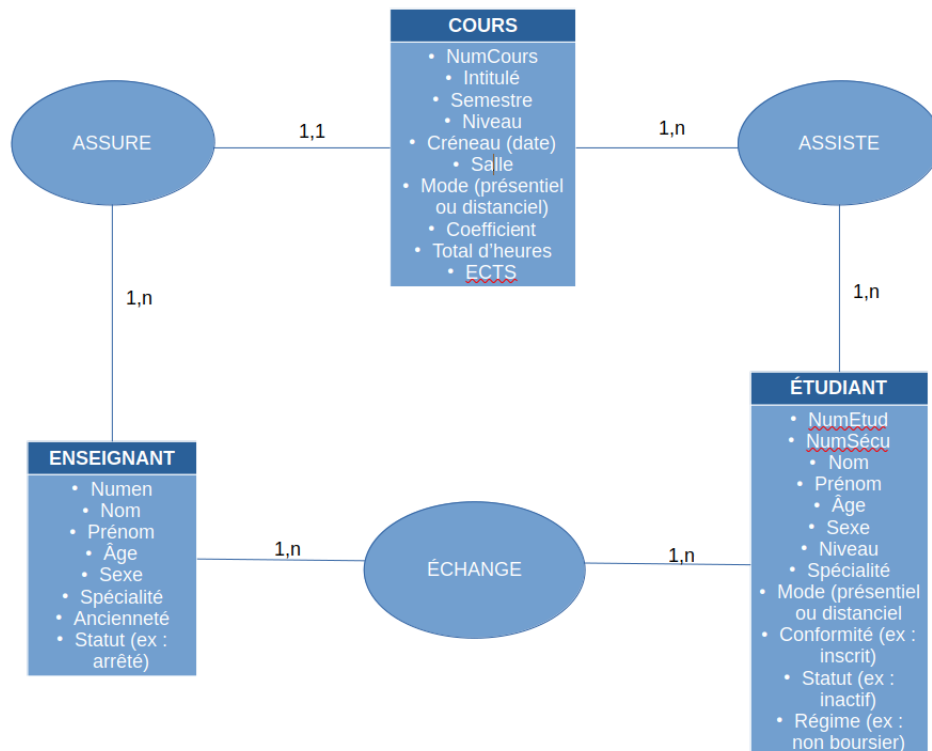 COURS
• NumCours
• Intitulé
• Semestre
• Niveau
• Créneau (date)
• Salle
• Mode (présentiel
ou distanciel)
• Coefficient
• Total d'heures
• ECTS
ASSURE
1,1
1,n
ASSISTE
1,n
1,n
ÉTUDIANT
• NumEtud
• NumSécu
• Nom
• Prénom
• Âge
• Sexe
• Niveau
• Spécialité
• Mode (présentiel
ou distanciel
• Conformité (ex :
inscrit)
• Statut (ex :
inactif)
• Régime (ex :
non boursier)
ENSEIGNANT
• Numen
• Nom
• Prénom
• Âge
• Sexe
• Spécialité
• Ancienneté
• Statut (ex :
arrêté)
1,n
ÉCHANGE
1,n